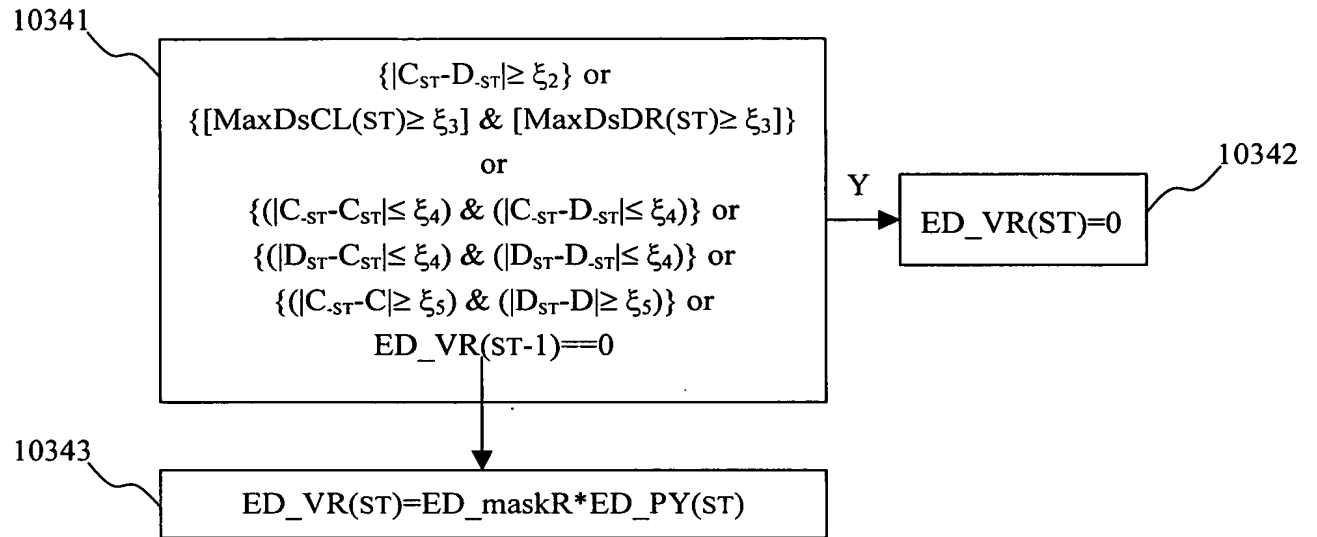 10341
{|C_ST-D_-ST|≥ ξ₂} or
{[MaxDsCL(ST)≥ ξ₃] & [MaxDsDR(ST)≥ ξ₃]}
or
{(|C_-ST-C_ST|≤ ξ₄) & (|C_-ST-D_-ST|≤ ξ₄)} or
{(|D_ST-C_ST|≤ ξ₄) & (|D_ST-D_-ST|≤ ξ₄)} or
{(|C_-ST-C|≥ ξ₅) & (|D_ST-D|≥ ξ₅)} or
ED_VR(ST-1)==0
Y
10342
ED_VR(ST)=0
10343
ED_VR(ST)=ED_maskR*ED_PY(ST)